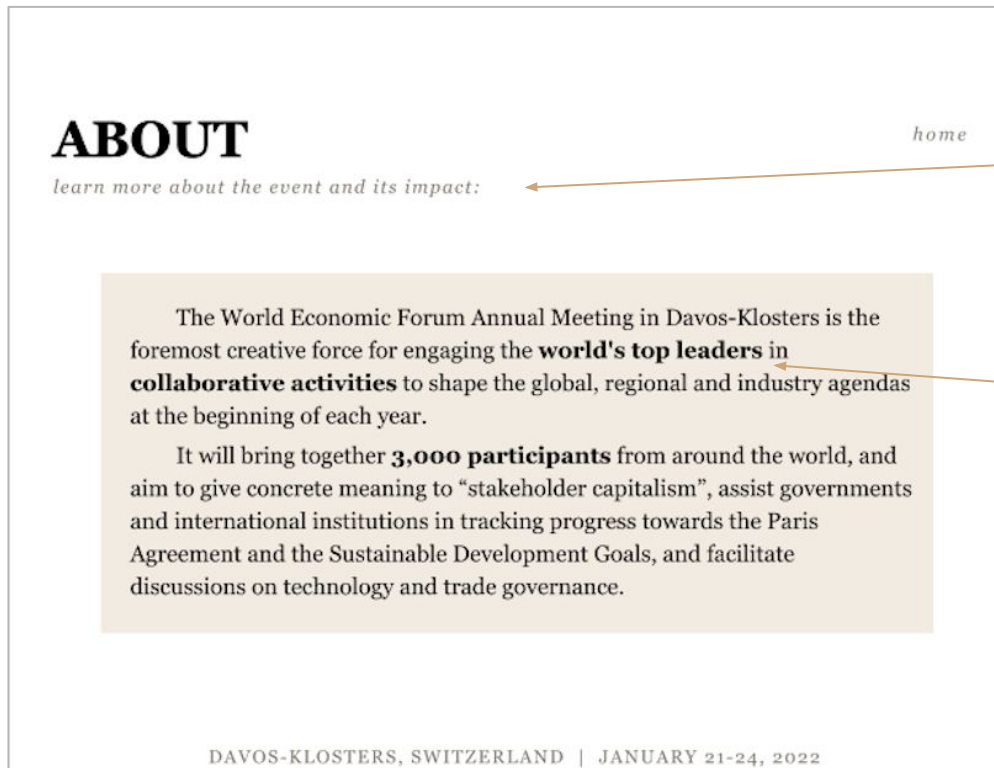 ABOUT
home
learn more about the event and its impact:
The World Economic Forum Annual Meeting in Davos-Klosters is the
foremost creative force for engaging the world's top leaders in
collaborative activities to shape the global, regional and industry agendas
at the beginning of each year.
It will bring together 3,000 participants from around the world, and
aim to give concrete meaning to “stakeholder capitalism”, assist governments
and international institutions in tracking progress towards the Paris
Agreement and the Sustainable Development Goals, and facilitate
discussions on technology and trade governance.
DAVOS-KLOSTERS, SWITZERLAND | JANUARY 21-24, 2022